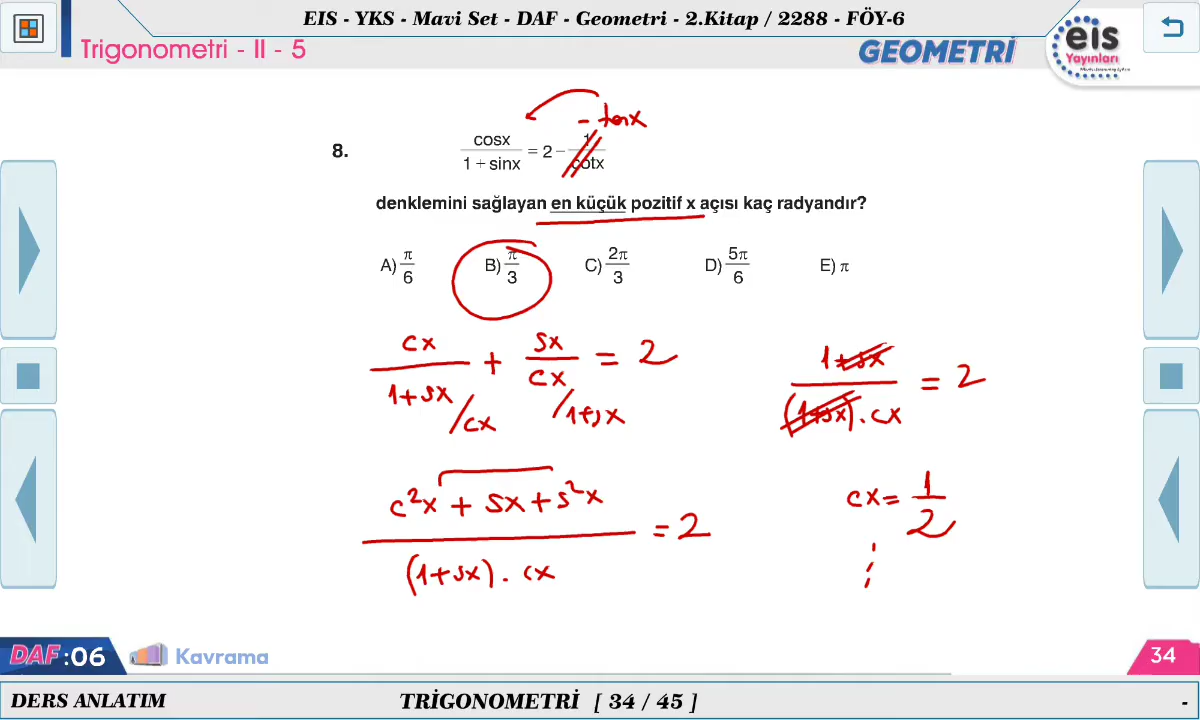 EIS - YKS - Mavi Set - DAF - Geometri - 2.Kitap / 2288 - FÖY-6
Trigonometri - II - 5
GEOMETRİ
eis
Yayınları
- tanx
8.
cosx / 1 + sinx = 2 - 1 / cotx
denklemini sağlayan en küçük pozitif x açısı kaç radyandır?
A) π/6 B) π/3 C) 2π/3 D) 5π/6 E) π
cx / 1+sx + sx / cx = 2
/cx /1+sx
1+sx / (1+sx).cx = 2
c²x + sx + s²x / (1+sx). cx = 2
cx = 1/2
DAF:06
Kavrama
34
DERS ANLATIM
TRİGONOMETRİ [ 34 / 45 ]
-